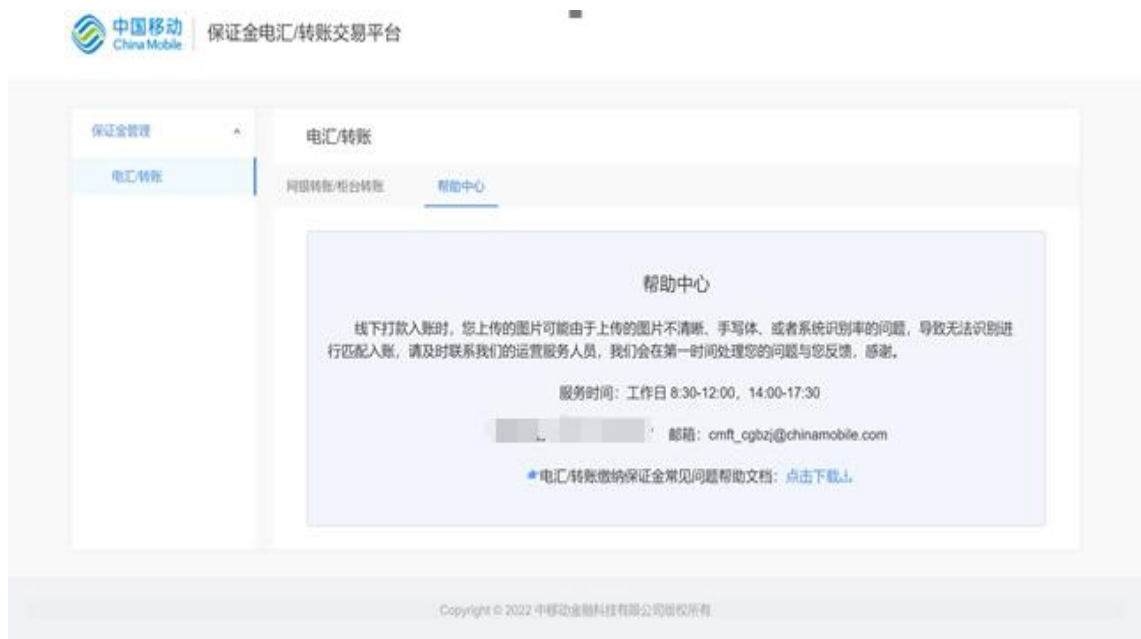 中国移动
China Mobile
保证金电汇/转账交易平台
保证金管理
电汇/转账
电汇/转账
网银转账/柜台转账
帮助中心
帮助中心
线下打款入账时，您上传的图片可能由于上传的图片不清晰、手写体、或者系统识别率的问题，导致无法识别进
行匹配入账，请及时联系我们的运营服务人员，我们会在第一时间处理您的问题与您反馈，感谢。
服务时间：工作日 8:30-12:00，14:00-17:30
邮箱：cmft_cgbzj@chinamobile.com
电汇/转账缴纳保证金常见问题帮助文档：点击下载
Copyright © 2022 中移动金融科技有限公司版权所有